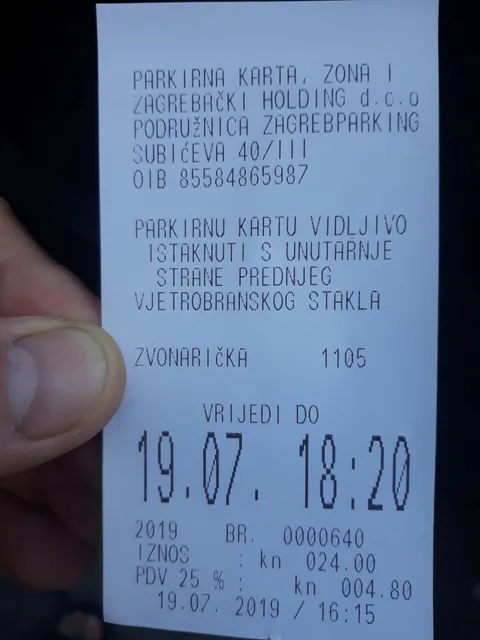 PARKIRNA KARTA, ZONA I
ZAGREBAČKI HOLDING d.o.o
PODRUžNICA ZAGREBPARKING
SUBIćEVA 40/III
OIB 85584865987
PARKIRNU KARTU VIDLJIVO
ISTAKNUTI S UNUTARNJE
STRANE PREDNJEG
VJETROBRANSKOG STAKLA
ZVONARIčKA 1105
VRIJEDI DO
19.07. 18:20
2019 BR. 0000640
IZNOS : kn 024.00
PDV 25 % : kn 004.80
19.07. 2019 / 16:15